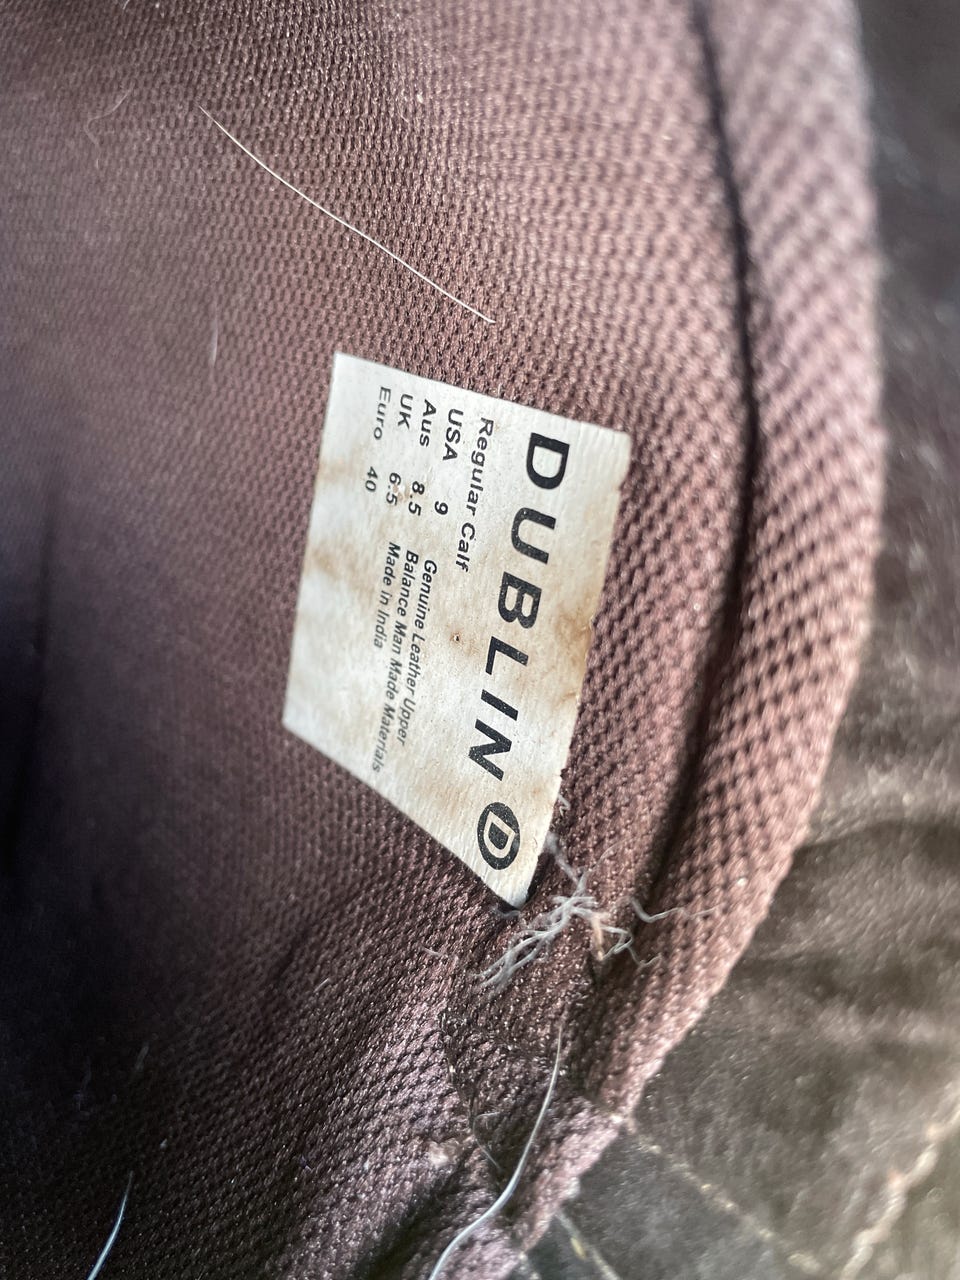 DUBLIN D
Regular Calf
USA 9 Genuine Leather Upper
Aus 8.5 Balance Man Made Materials
UK 6.5 Made in India
Euro 40